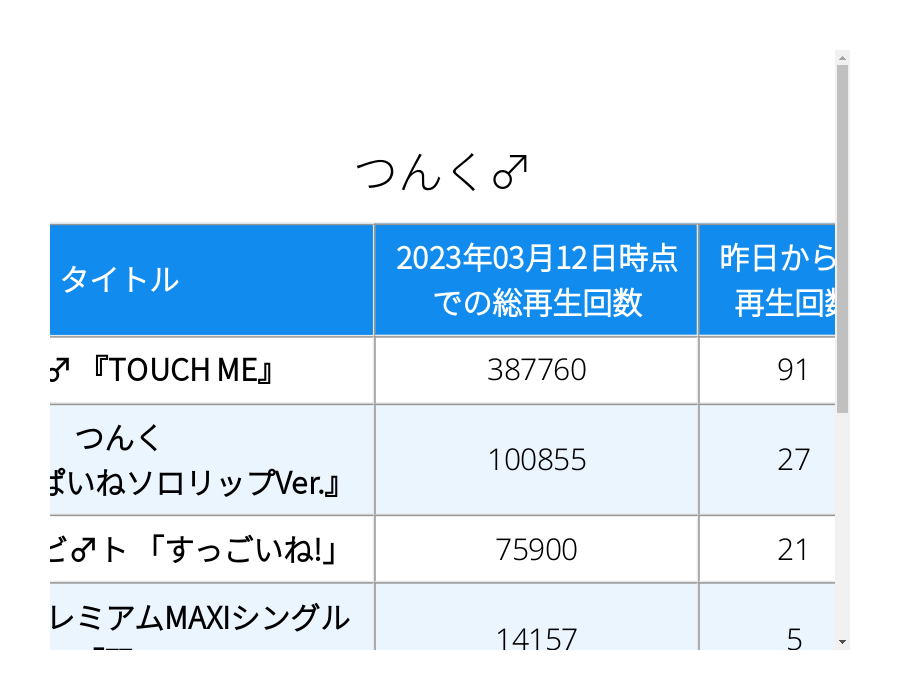 つんく♂
タイトル
2023年03月12日時点
での総再生回数
昨日から
再生回数
♂ 『TOUCH ME』
387760
91
つんく
ぱいねソロリップVer.』
100855
27
ビ♂ト 「すっごいね!」
75900
21
レミアムMAXIシングル
14157
5